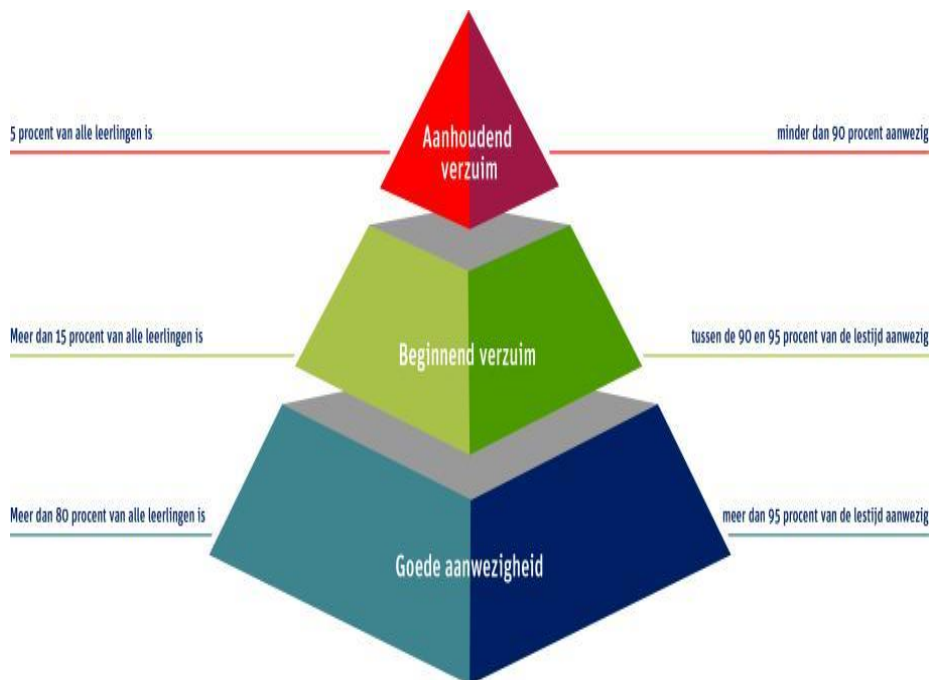 5 procent van alle leerlingen is
Aanhoudend
verzuim
minder dan 90 procent aanwezig
Meer dan 15 procent van alle leerlingen is
Beginnend verzuim
tussen de 90 en 95 procent van de lestijd aanwezig
Meer dan 80 procent van alle leerlingen is
Goede aanwezigheid
meer dan 95 procent van de lestijd aanwezig